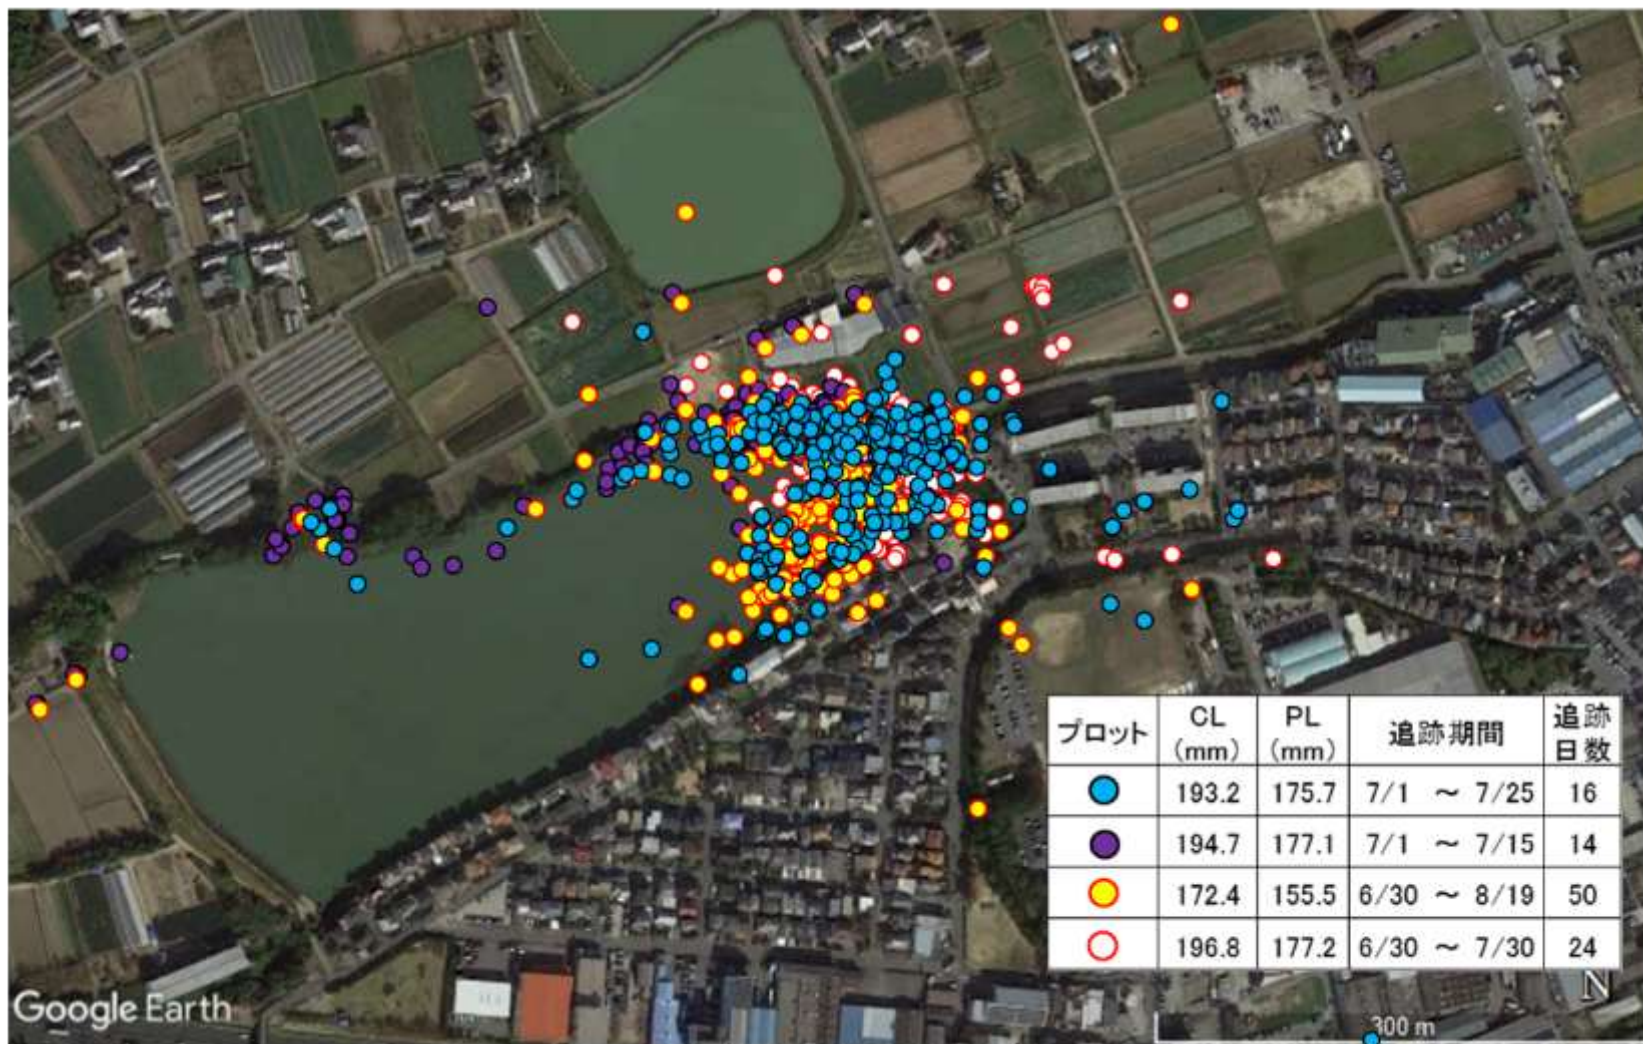 プロット CL (mm) PL (mm) 追跡期間 追跡日数
193.2 175.7 7/1 ~ 7/25 16
194.7 177.1 7/1 ~ 7/15 14
172.4 155.5 6/30 ~ 8/19 50
196.8 177.2 6/30 ~ 7/30 24
N
Google Earth
300 m